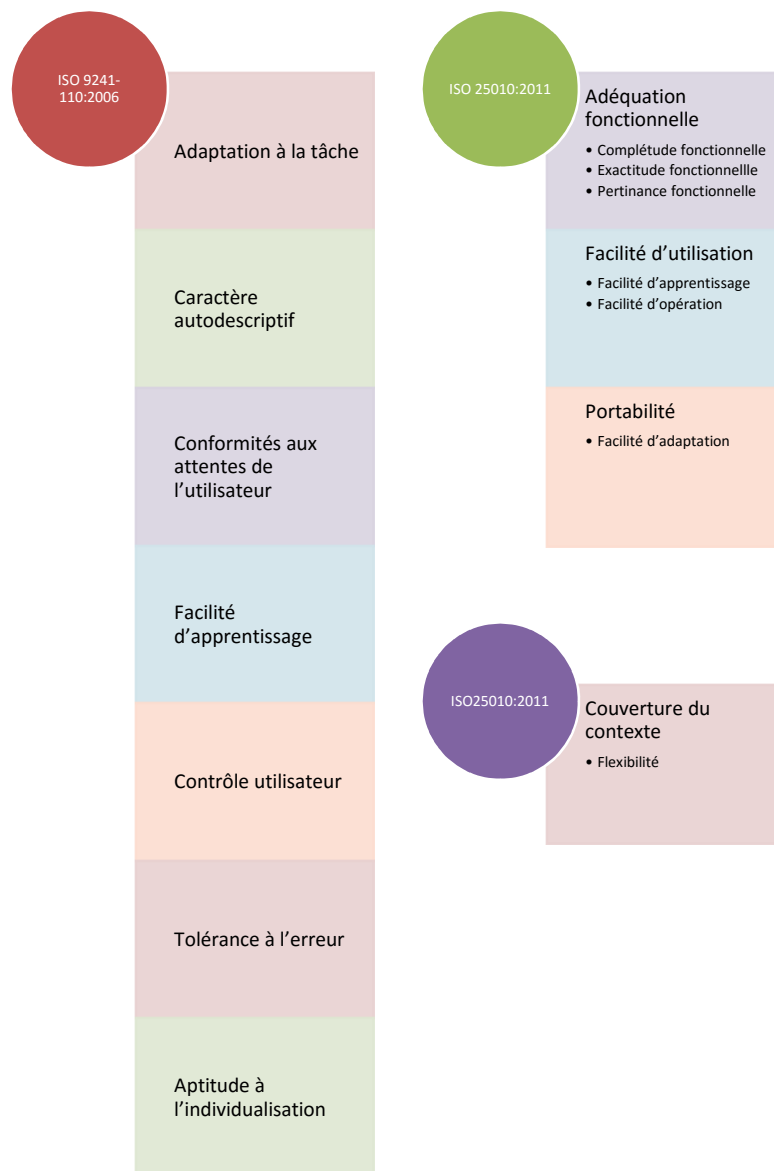 ISO 9241-
110:2006
Adaptation à la tâche
Caractère
autodescriptif
Conformités aux
attentes de
l’utilisateur
Facilité
d’apprentissage
Contrôle utilisateur
Tolérance à l’erreur
Aptitude à
l’individualisation
ISO 25010:2011
Adéquation
fonctionnelle
• Complétude fonctionnelle
• Exactitude fonctionnellle
• Pertinance fonctionnelle
Facilité d’utilisation
• Facilité d’apprentissage
• Facilité d’opération
Portabilité
• Facilité d’adaptation
ISO25010:2011
Couverture du
contexte
• Flexibilité